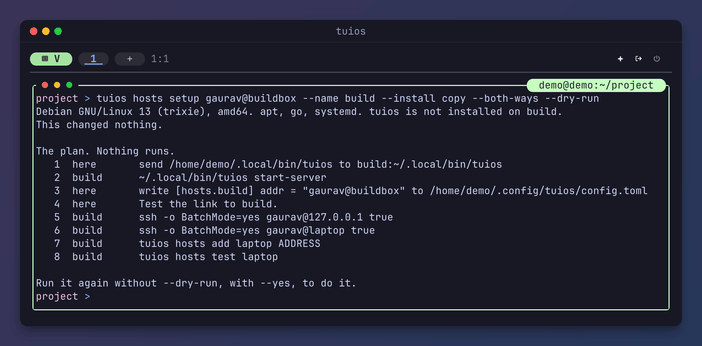 tuios
V 1 + 1:1
demo@demo:~/project
project > tuios hosts setup gaurav@buildbox --name build --install copy --both-ways --dry-run
Debian GNU/Linux 13 (trixie), amd64. apt, go, systemd. tuios is not installed on build.
This changed nothing.
The plan. Nothing runs.
1 here send /home/demo/.local/bin/tuios to build:~/.local/bin/tuios
2 build ~/.local/bin/tuios start-server
3 here write [hosts.build] addr = "gaurav@buildbox" to /home/demo/.config/tuios/config.toml
4 here Test the link to build.
5 build ssh -o BatchMode=yes gaurav@127.0.0.1 true
6 build ssh -o BatchMode=yes gaurav@laptop true
7 build tuios hosts add laptop ADDRESS
8 build tuios hosts test laptop
Run it again without --dry-run, with --yes, to do it.
project >